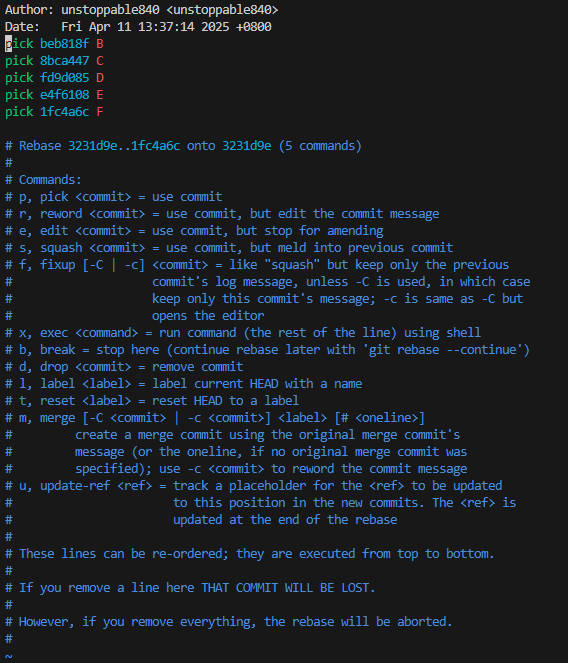 Author: unstoppable840 <unstoppable840>
Date:   Fri Apr 11 13:37:14 2025 +0800
pick beb818f B
pick 8bca447 C
pick fd9d085 D
pick e4f6108 E
pick 1fc4a6c F

# Rebase 3231d9e..1fc4a6c onto 3231d9e (5 commands)
#
# Commands:
# p, pick <commit> = use commit
# r, reword <commit> = use commit, but edit the commit message
# e, edit <commit> = use commit, but stop for amending
# s, squash <commit> = use commit, but meld into previous commit
# f, fixup [-C | -c] <commit> = like "squash" but keep only the previous
#                    commit's log message, unless -C is used, in which case
#                    keep only this commit's message; -c is same as -C but
#                    opens the editor
# x, exec <command> = run command (the rest of the line) using shell
# b, break = stop here (continue rebase later with 'git rebase --continue')
# d, drop <commit> = remove commit
# l, label <label> = label current HEAD with a name
# t, reset <label> = reset HEAD to a label
# m, merge [-C <commit> | -c <commit>] <label> [# <oneline>]
#         create a merge commit using the original merge commit's
#         message (or the oneline, if no original merge commit was
#         specified); use -c <commit> to reword the commit message
# u, update-ref <ref> = track a placeholder for the <ref> to be updated
#                       to this position in the new commits. The <ref> is
#                       updated at the end of the rebase
#
# These lines can be re-ordered; they are executed from top to bottom.
#
# If you remove a line here THAT COMMIT WILL BE LOST.
#
# However, if you remove everything, the rebase will be aborted.
#
~